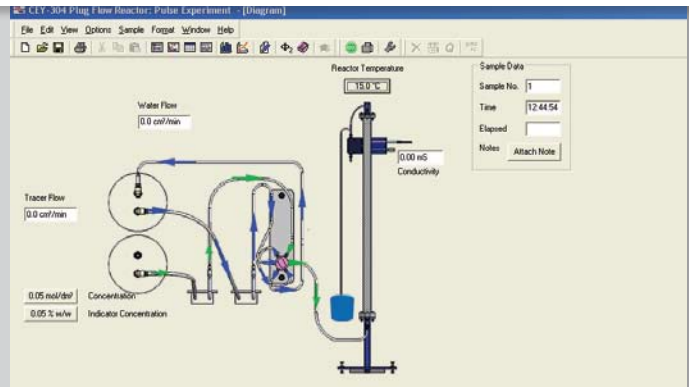 CEY-304 Plug Flow Reactor: Pulse Experiment - [Diagram]
File Edit View Options Sample Format Window Help
Reactor Temperature
15.0 °C
Sample Data
Sample No. 1
Time 12:44:54
Elapsed
Notes Attach Note
Water Flow
0.0 cm³/min
0.00 mS
Conductivity
Tracer Flow
0.0 cm³/min
0.05 mol/dm³ Concentration
0.05 % w/w Indicator Concentration